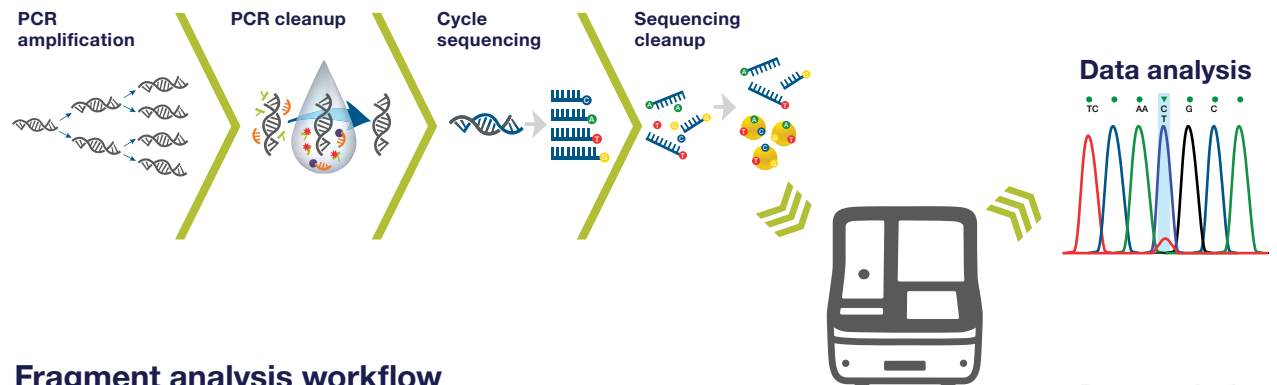 PCR
amplification
PCR cleanup
Cycle
sequencing
Sequencing
cleanup
C
A
T
G
A
A
T
G
G
C
T
T
A
G
T
A
T
C
A
T
C
T
G
Data analysis
TC AA C G C
T
Fragment analysis workflow